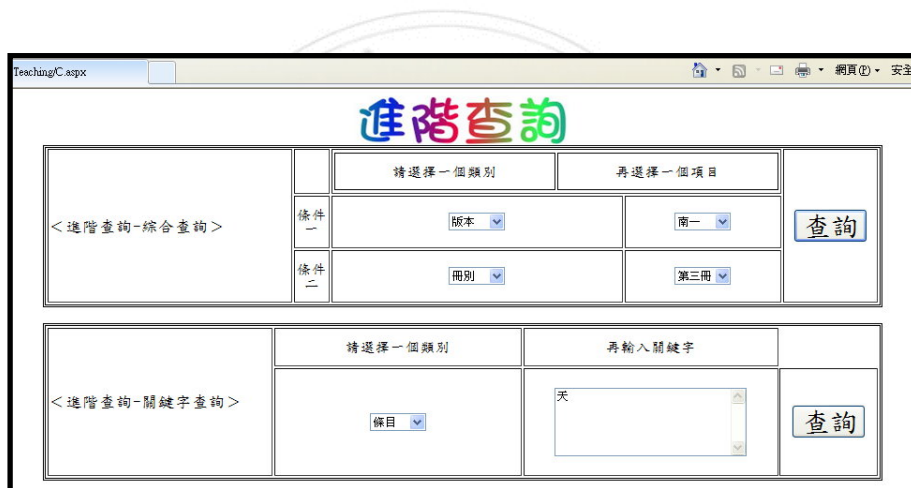 Teaching/C.aspx
網頁(P) 安全
進階查詢
請選擇一個類別 再選擇一個項目
<進階查詢-綜合查詢>
條件一 版本 南一
查詢
條件二 冊別 第三冊
請選擇一個類別 再輸入關鍵字
<進階查詢-關鍵字查詢>
條目 天
查詢